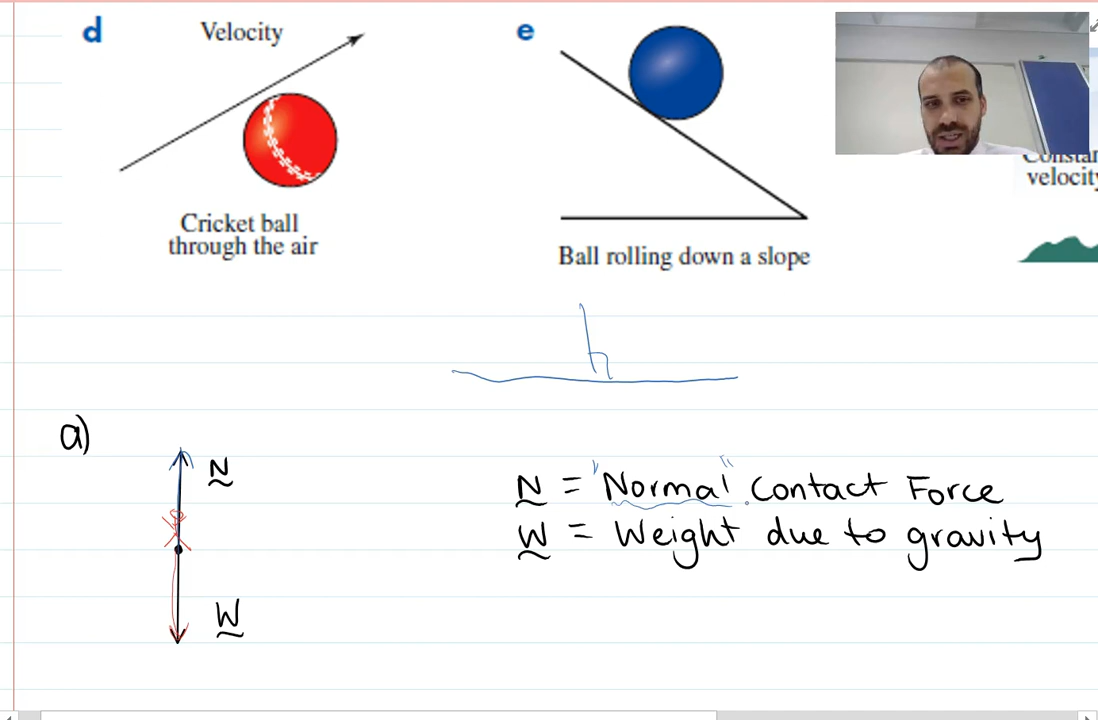 d
Velocity
Cricket ball
through the air
e
Ball rolling down a slope
velocity
a)
N
W
N = "Normal" Contact Force
W = Weight due to gravity